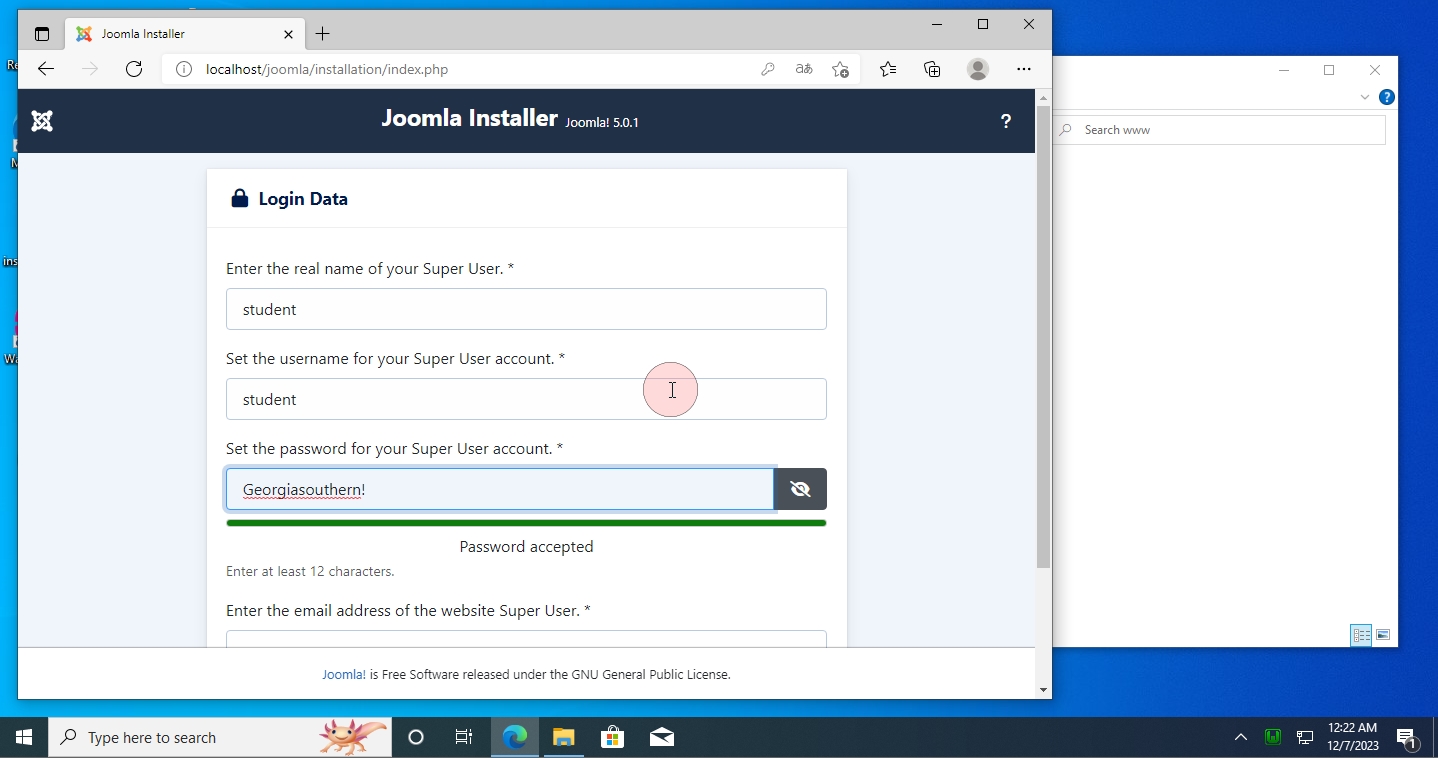 Joomla Installer
localhost/joomla/installation/index.php
Joomla Installer Joomla! 5.0.1
?
Search www
Login Data
Enter the real name of your Super User. *
student
Set the username for your Super User account. *
student
Set the password for your Super User account. *
Georgiasouthern!
Password accepted
Enter at least 12 characters.
Enter the email address of the website Super User. *
Joomla! is Free Software released under the GNU General Public License.
Type here to search
12:22 AM
12/7/2023
1